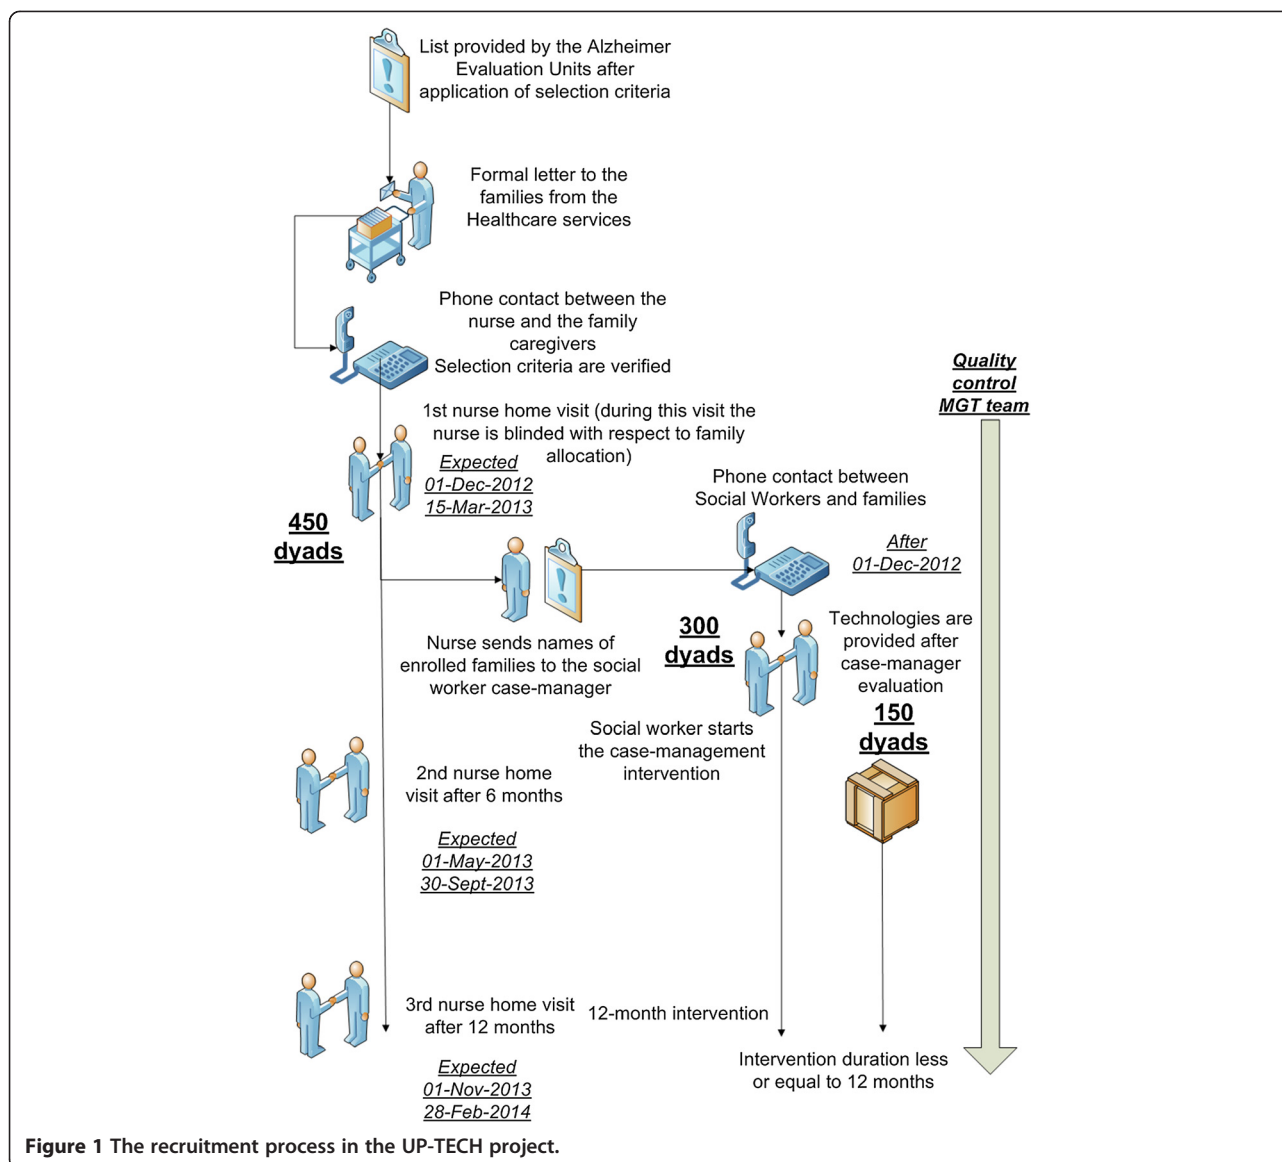 List provided by the Alzheimer
Evaluation Units after
application of selection criteria
Formal letter to the
families from the
Healthcare services
Phone contact between the
nurse and the family
caregivers
Selection criteria are verified
Quality
control
MGT team
1st nurse home visit (during this visit the
nurse is blinded with respect to family
allocation)
Expected
01-Dec-2012
15-Mar-2013
450
dyads
Phone contact between
Social Workers and families
After
01-Dec-2012
Nurse sends names of
enrolled families to the social
worker case-manager
300
dyads
Technologies are
provided after
case-manager
evaluation
150
dyads
Social worker starts
the case-management
intervention
2nd nurse home
visit after 6 months
Expected
01-May-2013
30-Sept-2013
3rd nurse home visit
after 12 months
12-month intervention
Expected
01-Nov-2013
28-Feb-2014
Intervention duration less
or equal to 12 months
Figure 1 The recruitment process in the UP-TECH project.